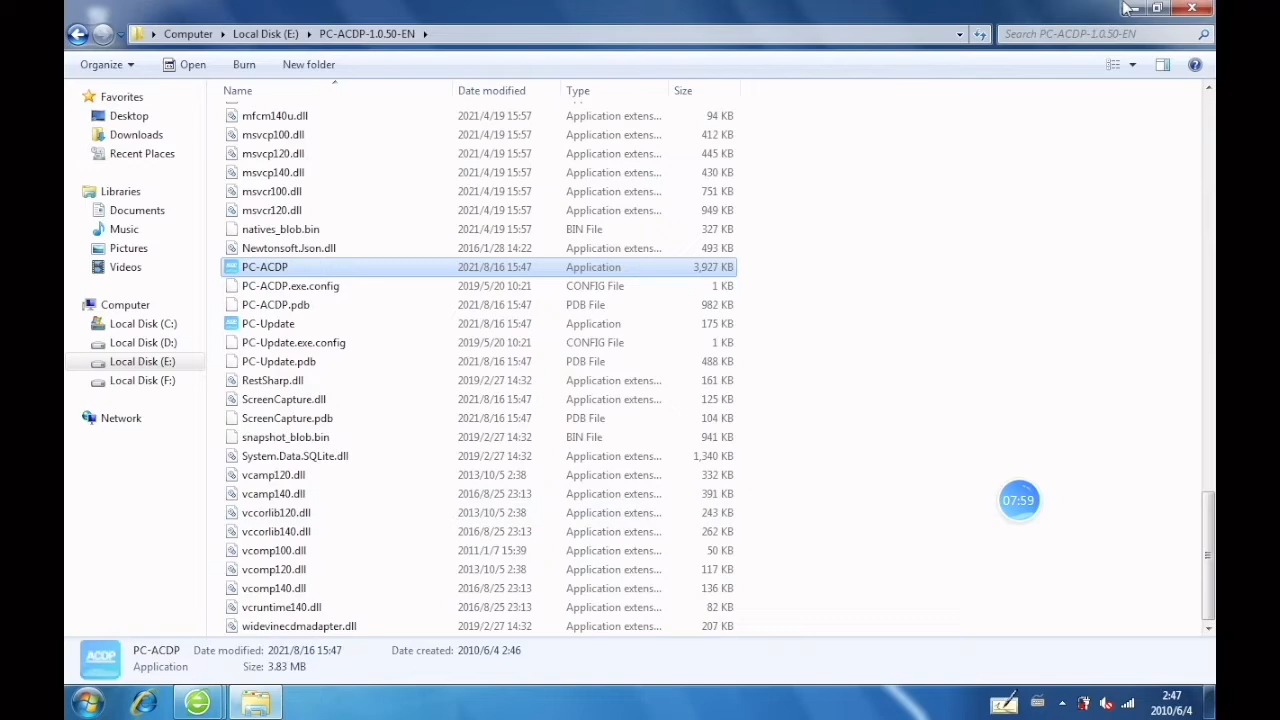 Computer ▸ Local Disk (E:) ▸ PC-ACDP-1.0.50-EN ▸
Search PC-ACDP-1.0.50-EN
Organize Open Burn New folder
Name Date modified Type Size
Favorites
Desktop
Downloads
Recent Places
Libraries
Documents
Music
Pictures
Videos
Computer
Local Disk (C:)
Local Disk (D:)
Local Disk (E:)
Local Disk (F:)
Network
mfcm140u.dll 2021/4/19 15:57 Application extens... 94 KB
msvcp100.dll 2021/4/19 15:57 Application extens... 412 KB
msvcp120.dll 2021/4/19 15:57 Application extens... 445 KB
msvcp140.dll 2021/4/19 15:57 Application extens... 430 KB
msvcr100.dll 2021/4/19 15:57 Application extens... 751 KB
msvcr120.dll 2021/4/19 15:57 Application extens... 949 KB
natives_blob.bin 2021/4/19 15:57 BIN File 327 KB
Newtonsoft.Json.dll 2016/1/28 14:22 Application extens... 493 KB
PC-ACDP 2021/8/16 15:47 Application 3,927 KB
PC-ACDP.exe.config 2019/5/20 10:21 CONFIG File 1 KB
PC-ACDP.pdb 2021/8/16 15:47 PDB File 982 KB
PC-Update 2021/8/16 15:47 Application 175 KB
PC-Update.exe.config 2019/5/20 10:21 CONFIG File 1 KB
PC-Update.pdb 2021/8/16 15:47 PDB File 488 KB
RestSharp.dll 2019/2/27 14:32 Application extens... 161 KB
ScreenCapture.dll 2021/8/16 15:47 Application extens... 125 KB
ScreenCapture.pdb 2021/8/16 15:47 PDB File 104 KB
snapshot_blob.bin 2019/2/27 14:32 BIN File 941 KB
System.Data.SQLite.dll 2019/2/27 14:32 Application extens... 1,340 KB
vcamp120.dll 2013/10/5 2:38 Application extens... 332 KB
vcamp140.dll 2016/8/25 23:13 Application extens... 391 KB
vccorlib120.dll 2013/10/5 2:38 Application extens... 243 KB
vccorlib140.dll 2016/8/25 23:13 Application extens... 262 KB
vcomp100.dll 2011/1/7 15:39 Application extens... 50 KB
vcomp120.dll 2013/10/5 2:38 Application extens... 117 KB
vcomp140.dll 2016/8/25 23:13 Application extens... 136 KB
vcruntime140.dll 2016/8/25 23:13 Application extens... 82 KB
widevinecdmadapter.dll 2019/2/27 14:32 Application extens... 207 KB
07:59
ACDP
PC-ACDP Date modified: 2021/8/16 15:47 Date created: 2010/6/4 2:46
Application Size: 3.83 MB
2:47
2010/6/4